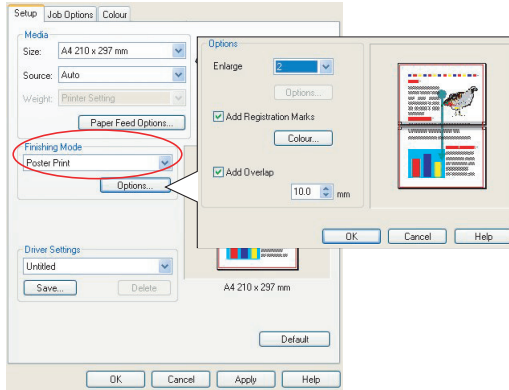 Setup Job Options Colour
Media
Size: A4 210 x 297 mm
Source: Auto
Weight: Printer Setting
Paper Feed Options...
Finishing Mode
Poster Print
Options...
Driver Settings
Untitled
Save... Delete
A4 210 x 297 mm
Default
OK Cancel Apply Help
Options
Enlarge 2
Options...
Add Registration Marks
Colour...
Add Overlap
10.0 mm
OK Cancel Help